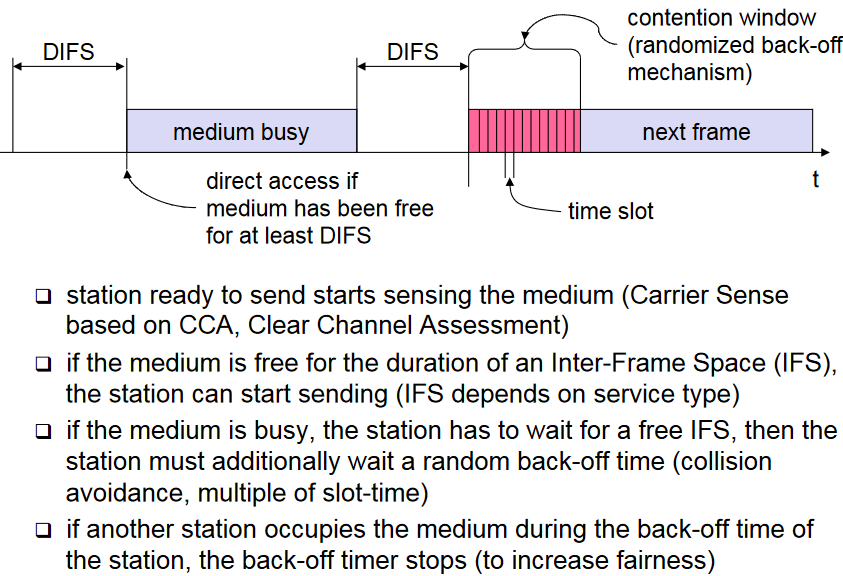 contention window
(randomized back-off
mechanism)
DIFS
DIFS
medium busy
next frame
direct access if
medium has been free
for at least DIFS
time slot
t
❑ station ready to send starts sensing the medium (Carrier Sense
based on CCA, Clear Channel Assessment)
❑ if the medium is free for the duration of an Inter-Frame Space (IFS),
the station can start sending (IFS depends on service type)
❑ if the medium is busy, the station has to wait for a free IFS, then the
station must additionally wait a random back-off time (collision
avoidance, multiple of slot-time)
❑ if another station occupies the medium during the back-off time of
the station, the back-off timer stops (to increase fairness)